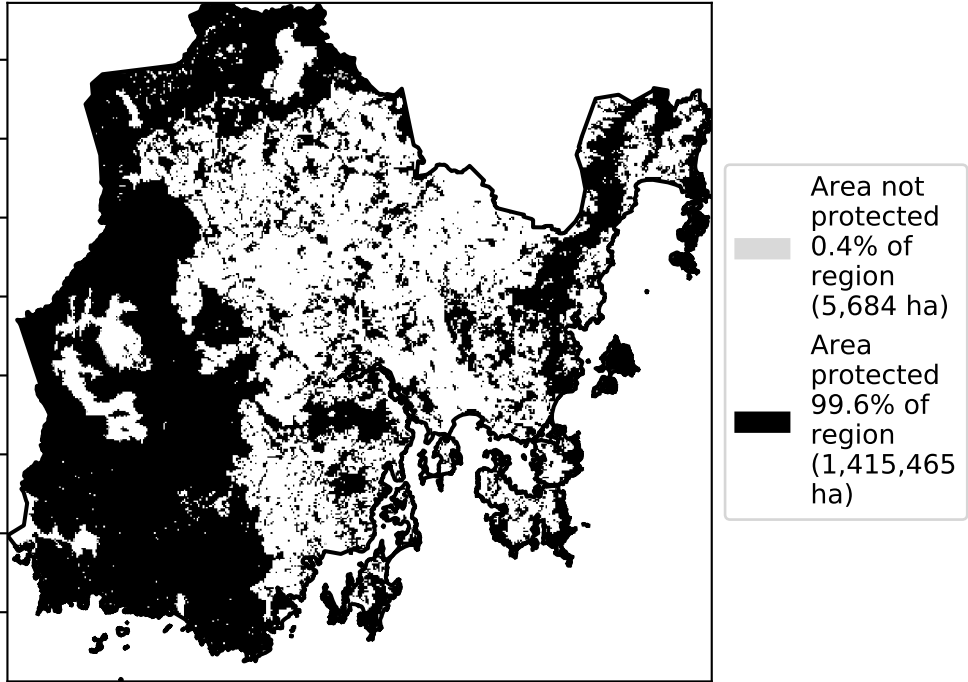 Area not
protected
0.4% of
region
(5,684 ha)
Area
protected
99.6% of
region
(1,415,465
ha)